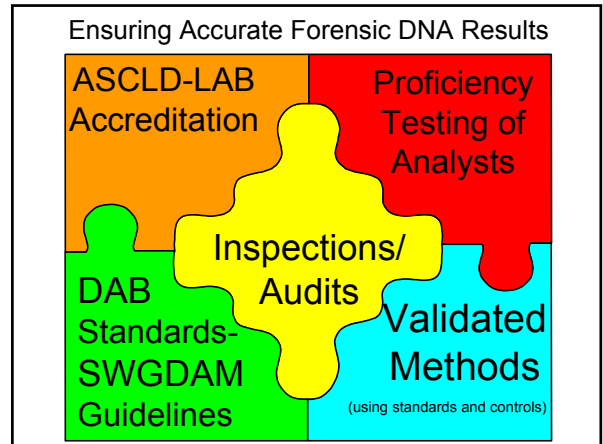 Ensuring Accurate Forensic DNA Results
ASCLD-LAB
Accreditation
Proficiency
Testing of
Analysts
Inspections/
Audits
DAB
Standards-
SWGDAM
Guidelines
Validated
Methods
(using standards and controls)